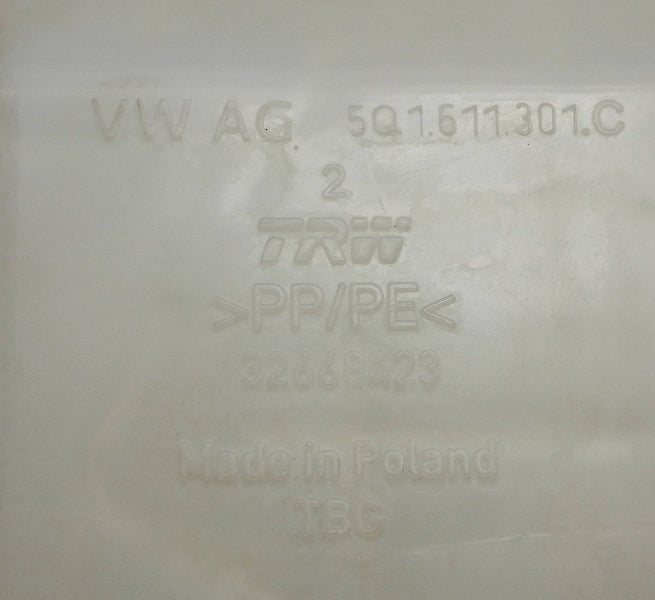 VW AG 5Q1.611.301.C
2
TRW
>PP/PE<
32668423
Made in Poland
TBC